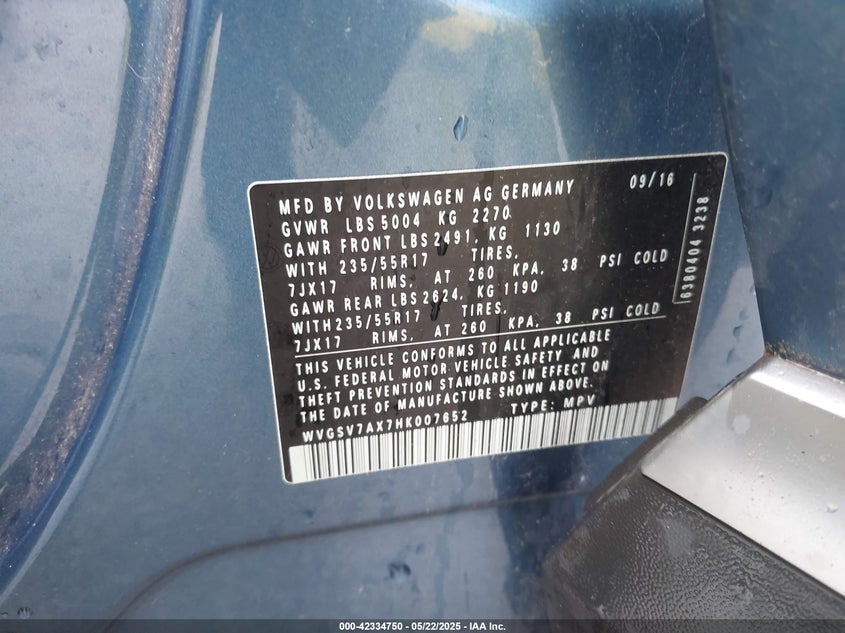 MFD BY VOLKSWAGEN AG GERMANY 09/16
GVWR LBS 5004 KG 2270
GAWR FRONT LBS 2491, KG 1130
WITH 235/55R17 TIRES,
7JX17 RIMS, AT 260 KPA, 38 PSI COLD
GAWR REAR LBS 2624, KG 1190
WITH 235/55R17 TIRES,
7JX17 RIMS, AT 260 KPA, 38 PSI COLD
THIS VEHICLE CONFORMS TO ALL APPLICABLE
U.S. FEDERAL MOTOR VEHICLE SAFETY AND
THEFT PREVENTION STANDARDS IN EFFECT ON
THE DATE OF MANUFACTURE SHOWN ABOVE.
WVGSV7AX7HK007652 TYPE: MPV
6380404 3238
000-42334750 - 05/22/2025 - IAA Inc.